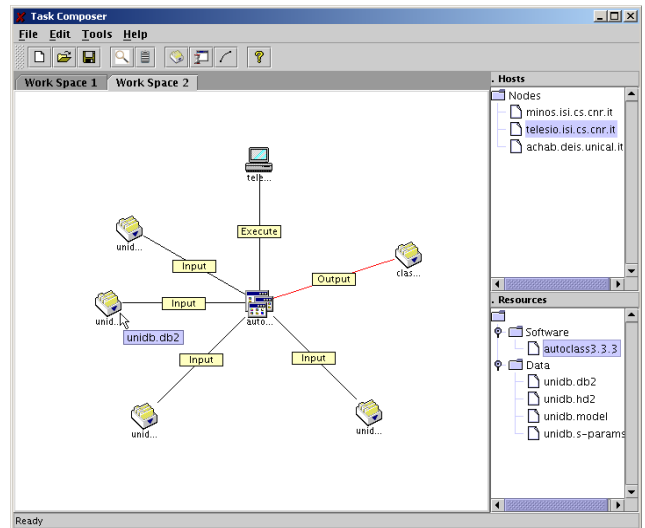 Task Composer
File Edit Tools Help
Work Space 1 Work Space 2
tele...
Execute
unid...
Input
Output
clas...
Input
unid...
unidb.db2
auto...
Input
Input
unid...
unid...
. Hosts
Nodes
minos.isi.cs.cnr.it
telesio.isi.cs.cnr.it
achab.deis.unical.it
. Resources
Software
autoclass3.3.3
Data
unidb.db2
unidb.hd2
unidb.model
unidb.s-params
Ready